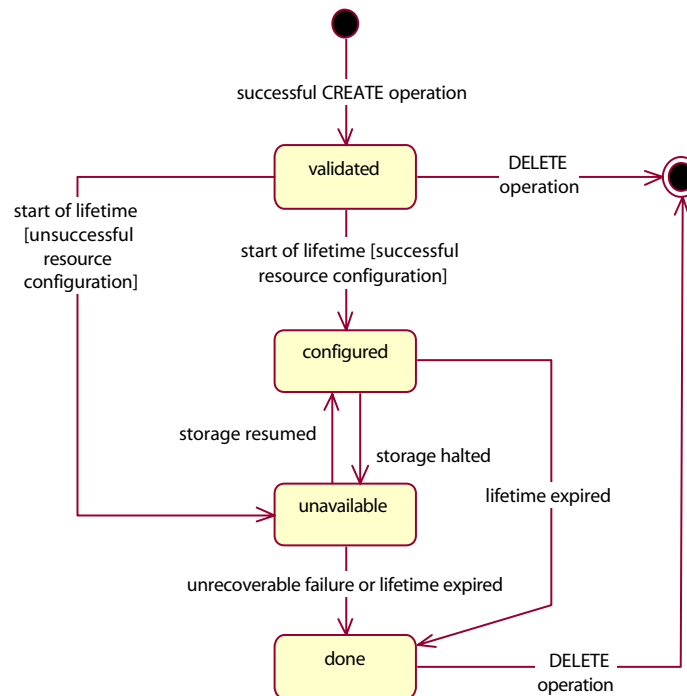 successful CREATE operation
validated
DELETE
operation
start of lifetime
[unsuccessful
resource
configuration]
start of lifetime [successful
resource configuration]
configured
storage resumed
storage halted
lifetime expired
unavailable
unrecoverable failure or lifetime expired
done
DELETE
operation